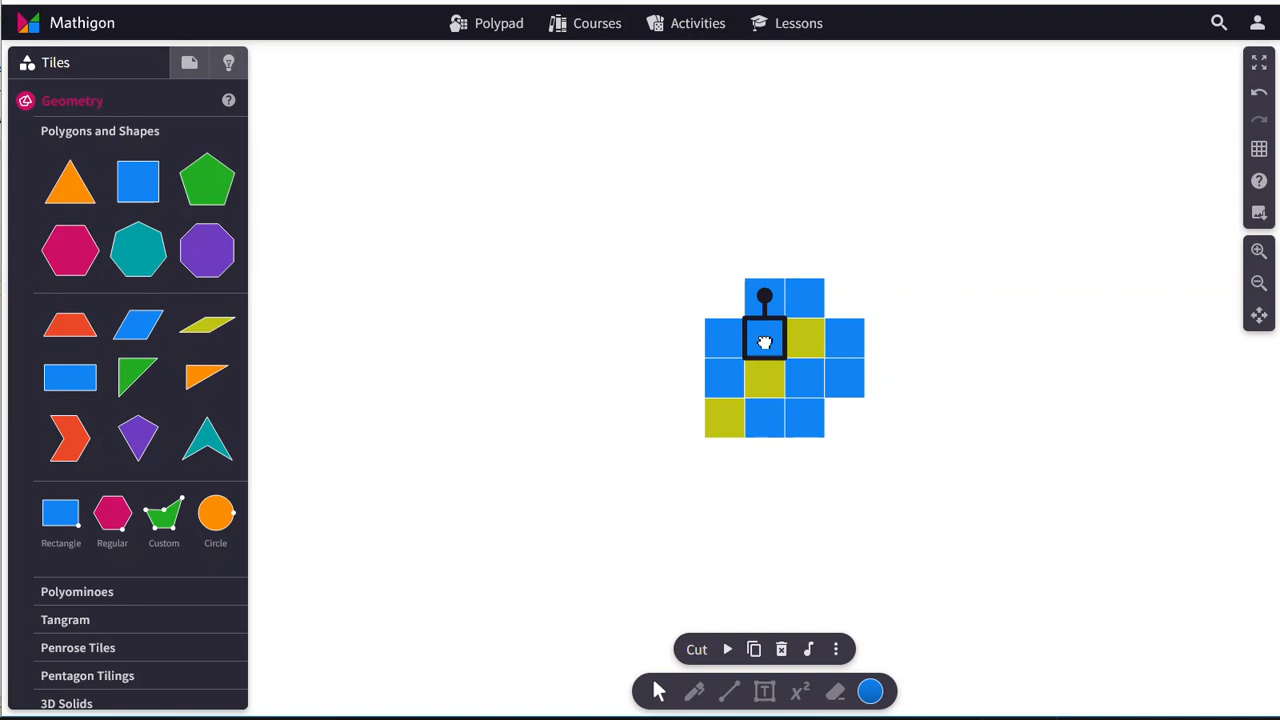 Mathigon
Polypad
Courses
Activities
Lessons
Tiles
Geometry
Polygons and Shapes
Rectangle
Regular
Custom
Circle
Polyominoes
Tangram
Penrose Tiles
Pentagon Tilings
3D Solids
Cut
T
x²